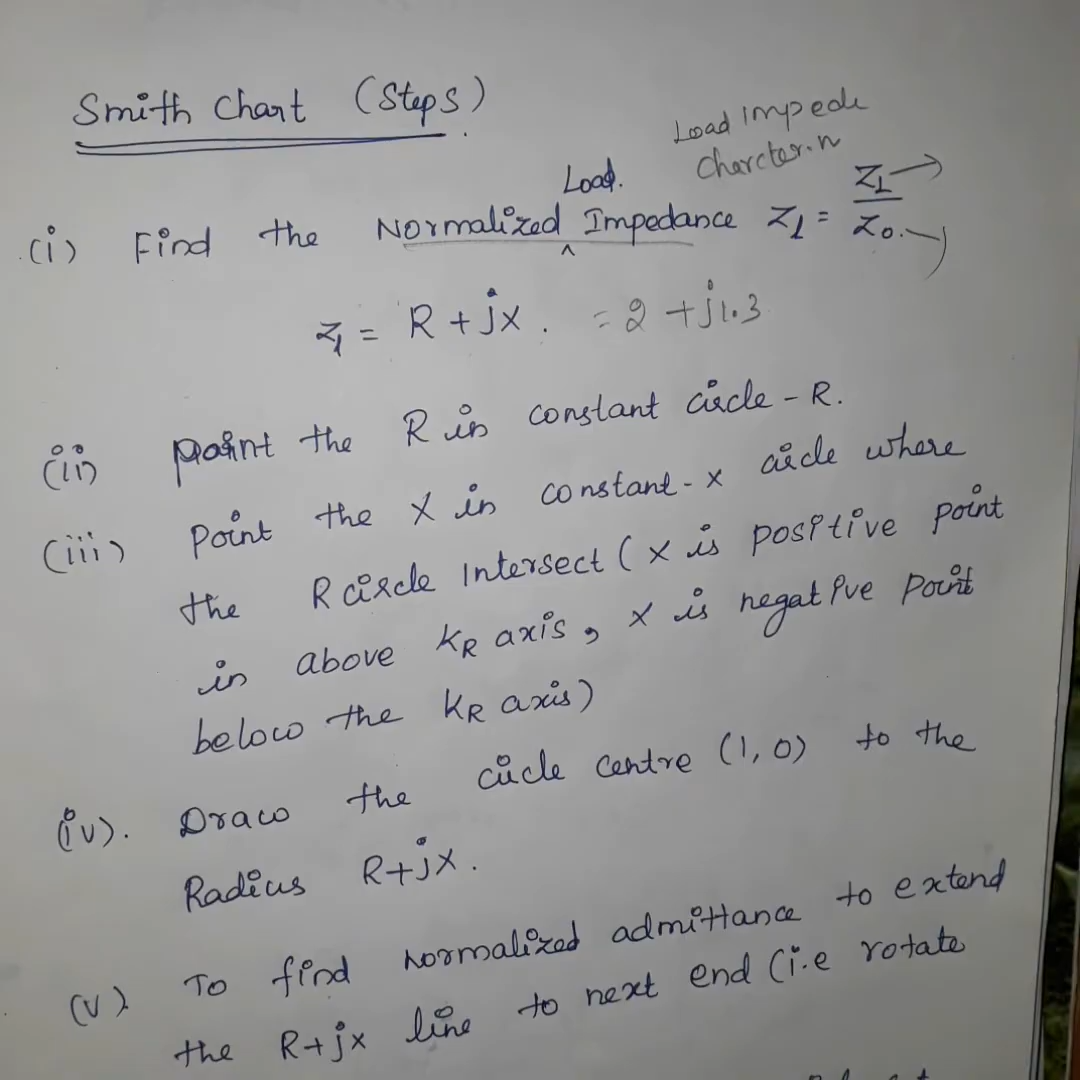 Smith Chart (Steps)
Load impede
Charcter.n
Load.
(i) Find the Normalized ^ Impedance z1 = ZL/Z0.
z1 = R + jX. = 2 + j1.3
(ii) point the R in constant circle - R.
(iii) Point the X in constant - X circle where
the R circle Intersect (X is positive point
in above KR axis, X is negative Point
below the KR axis)
(iv). Draw the circle centre (1, 0) to the
Radius R+jX.
(v) To find normalized admittance to extend
the R+jx line to next end (i.e rotate